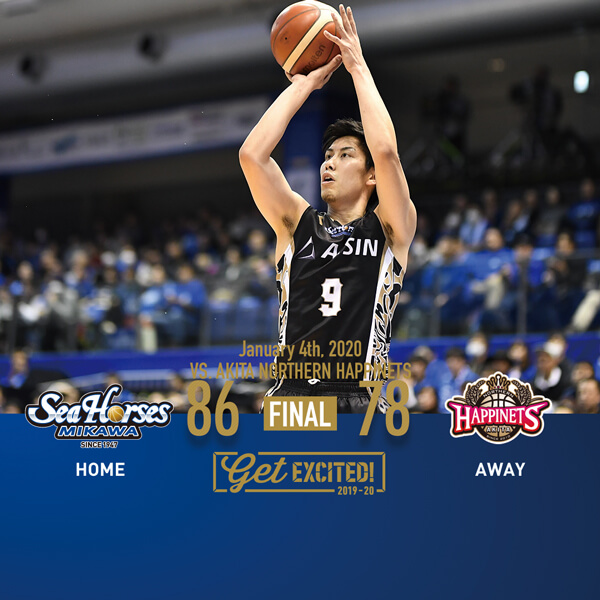 AISIN
9
January 4th, 2020
VS. AKITA NORTHERN HAPPINETS
86 FINAL 78
SeaHorses
MIKAWA
SINCE 1947
HAPPINETS
HOME
AWAY
Get EXCITED!
2019-20